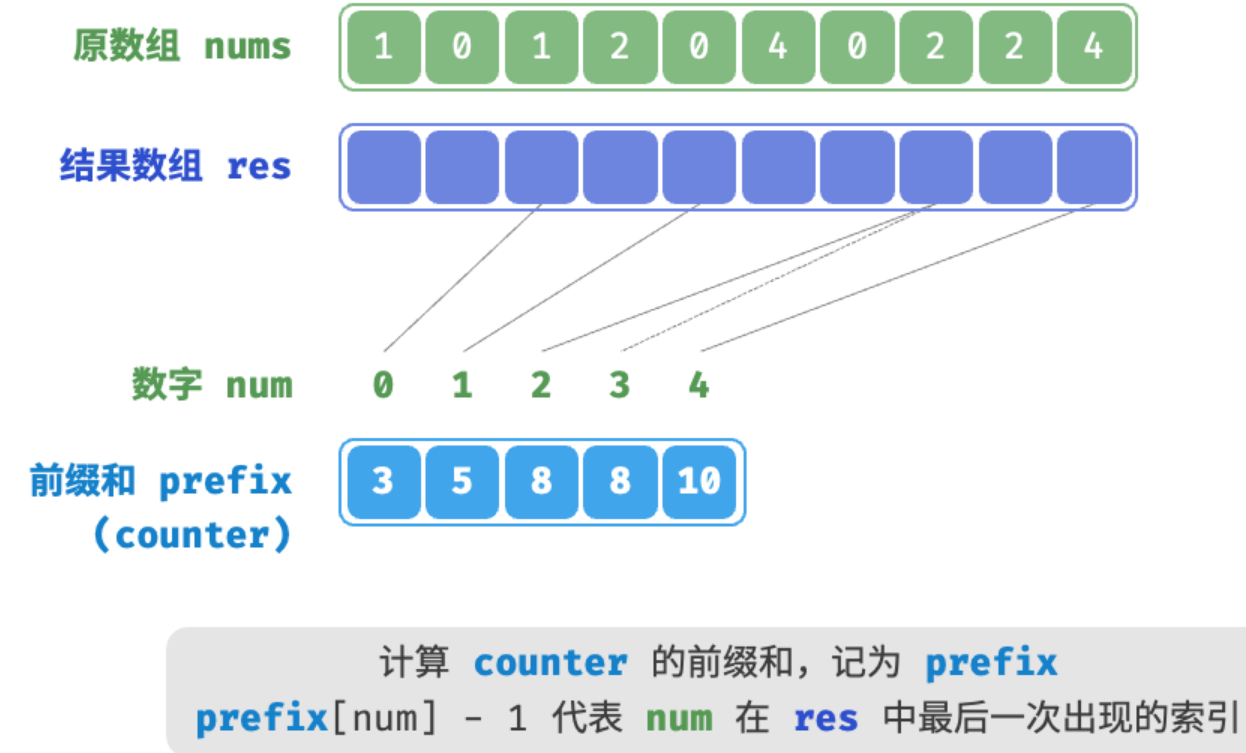 原数组 nums 1 0 1 2 0 4 0 2 2 4
结果数组 res
数字 num 0 1 2 3 4
前缀和 prefix 3 5 8 8 10
(counter)
计算 counter 的前缀和，记为 prefix
prefix[num] - 1 代表 num 在 res 中最后一次出现的索引